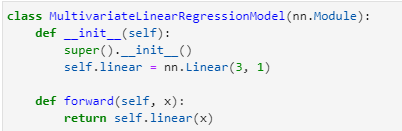 class MultivariateLinearRegressionModel(nn.Module):
    def __init__(self):
        super().__init__()
        self.linear = nn.Linear(3, 1)

    def forward(self, x):
        return self.linear(x)